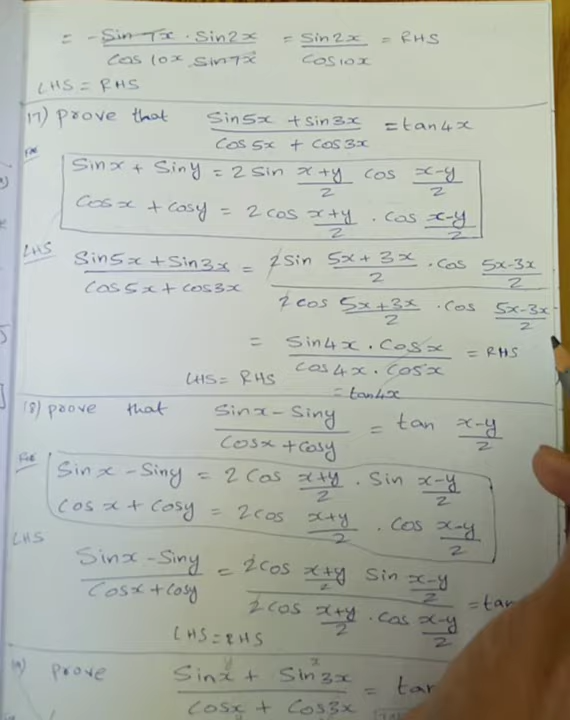 = -Sin 7x · Sin2x / Cos10x Sin7x = Sin2x / Cos10x = RHS
LHS = RHS
17) prove that Sin5x + Sin3x / Cos5x + Cos3x = tan4x
Sinx + Siny = 2 Sin x+y/2 Cos x-y/2
Cosx + Cosy = 2 cos x+y/2 . Cos x-y/2
LHS Sin5x + Sin3x / Cos5x + cos3x = 2 Sin 5x+3x/2 · Cos 5x-3x/2 / 2 cos 5x+3x/2 · Cos 5x-3x/2
= Sin4x . Cosx / Cos4x . Cosx = RHS
LHS = RHS = tan4x
18) prove that Sinx - Siny / Cosx + Cosy = tan x-y/2
Sinx - Siny = 2 Cos x+y/2 . Sin x-y/2
Cosx + Cosy = 2cos x+y/2 . Cos x-y/2
LHS
Sinx - Siny / Cosx + Cosy = 2cos x+y/2 Sin x-y/2 / 2cos x+y/2 . Cos x-y/2 = tan
LHS = RHS
19) prove Sinx + Sin3x / Cosx + Cos3x = tan